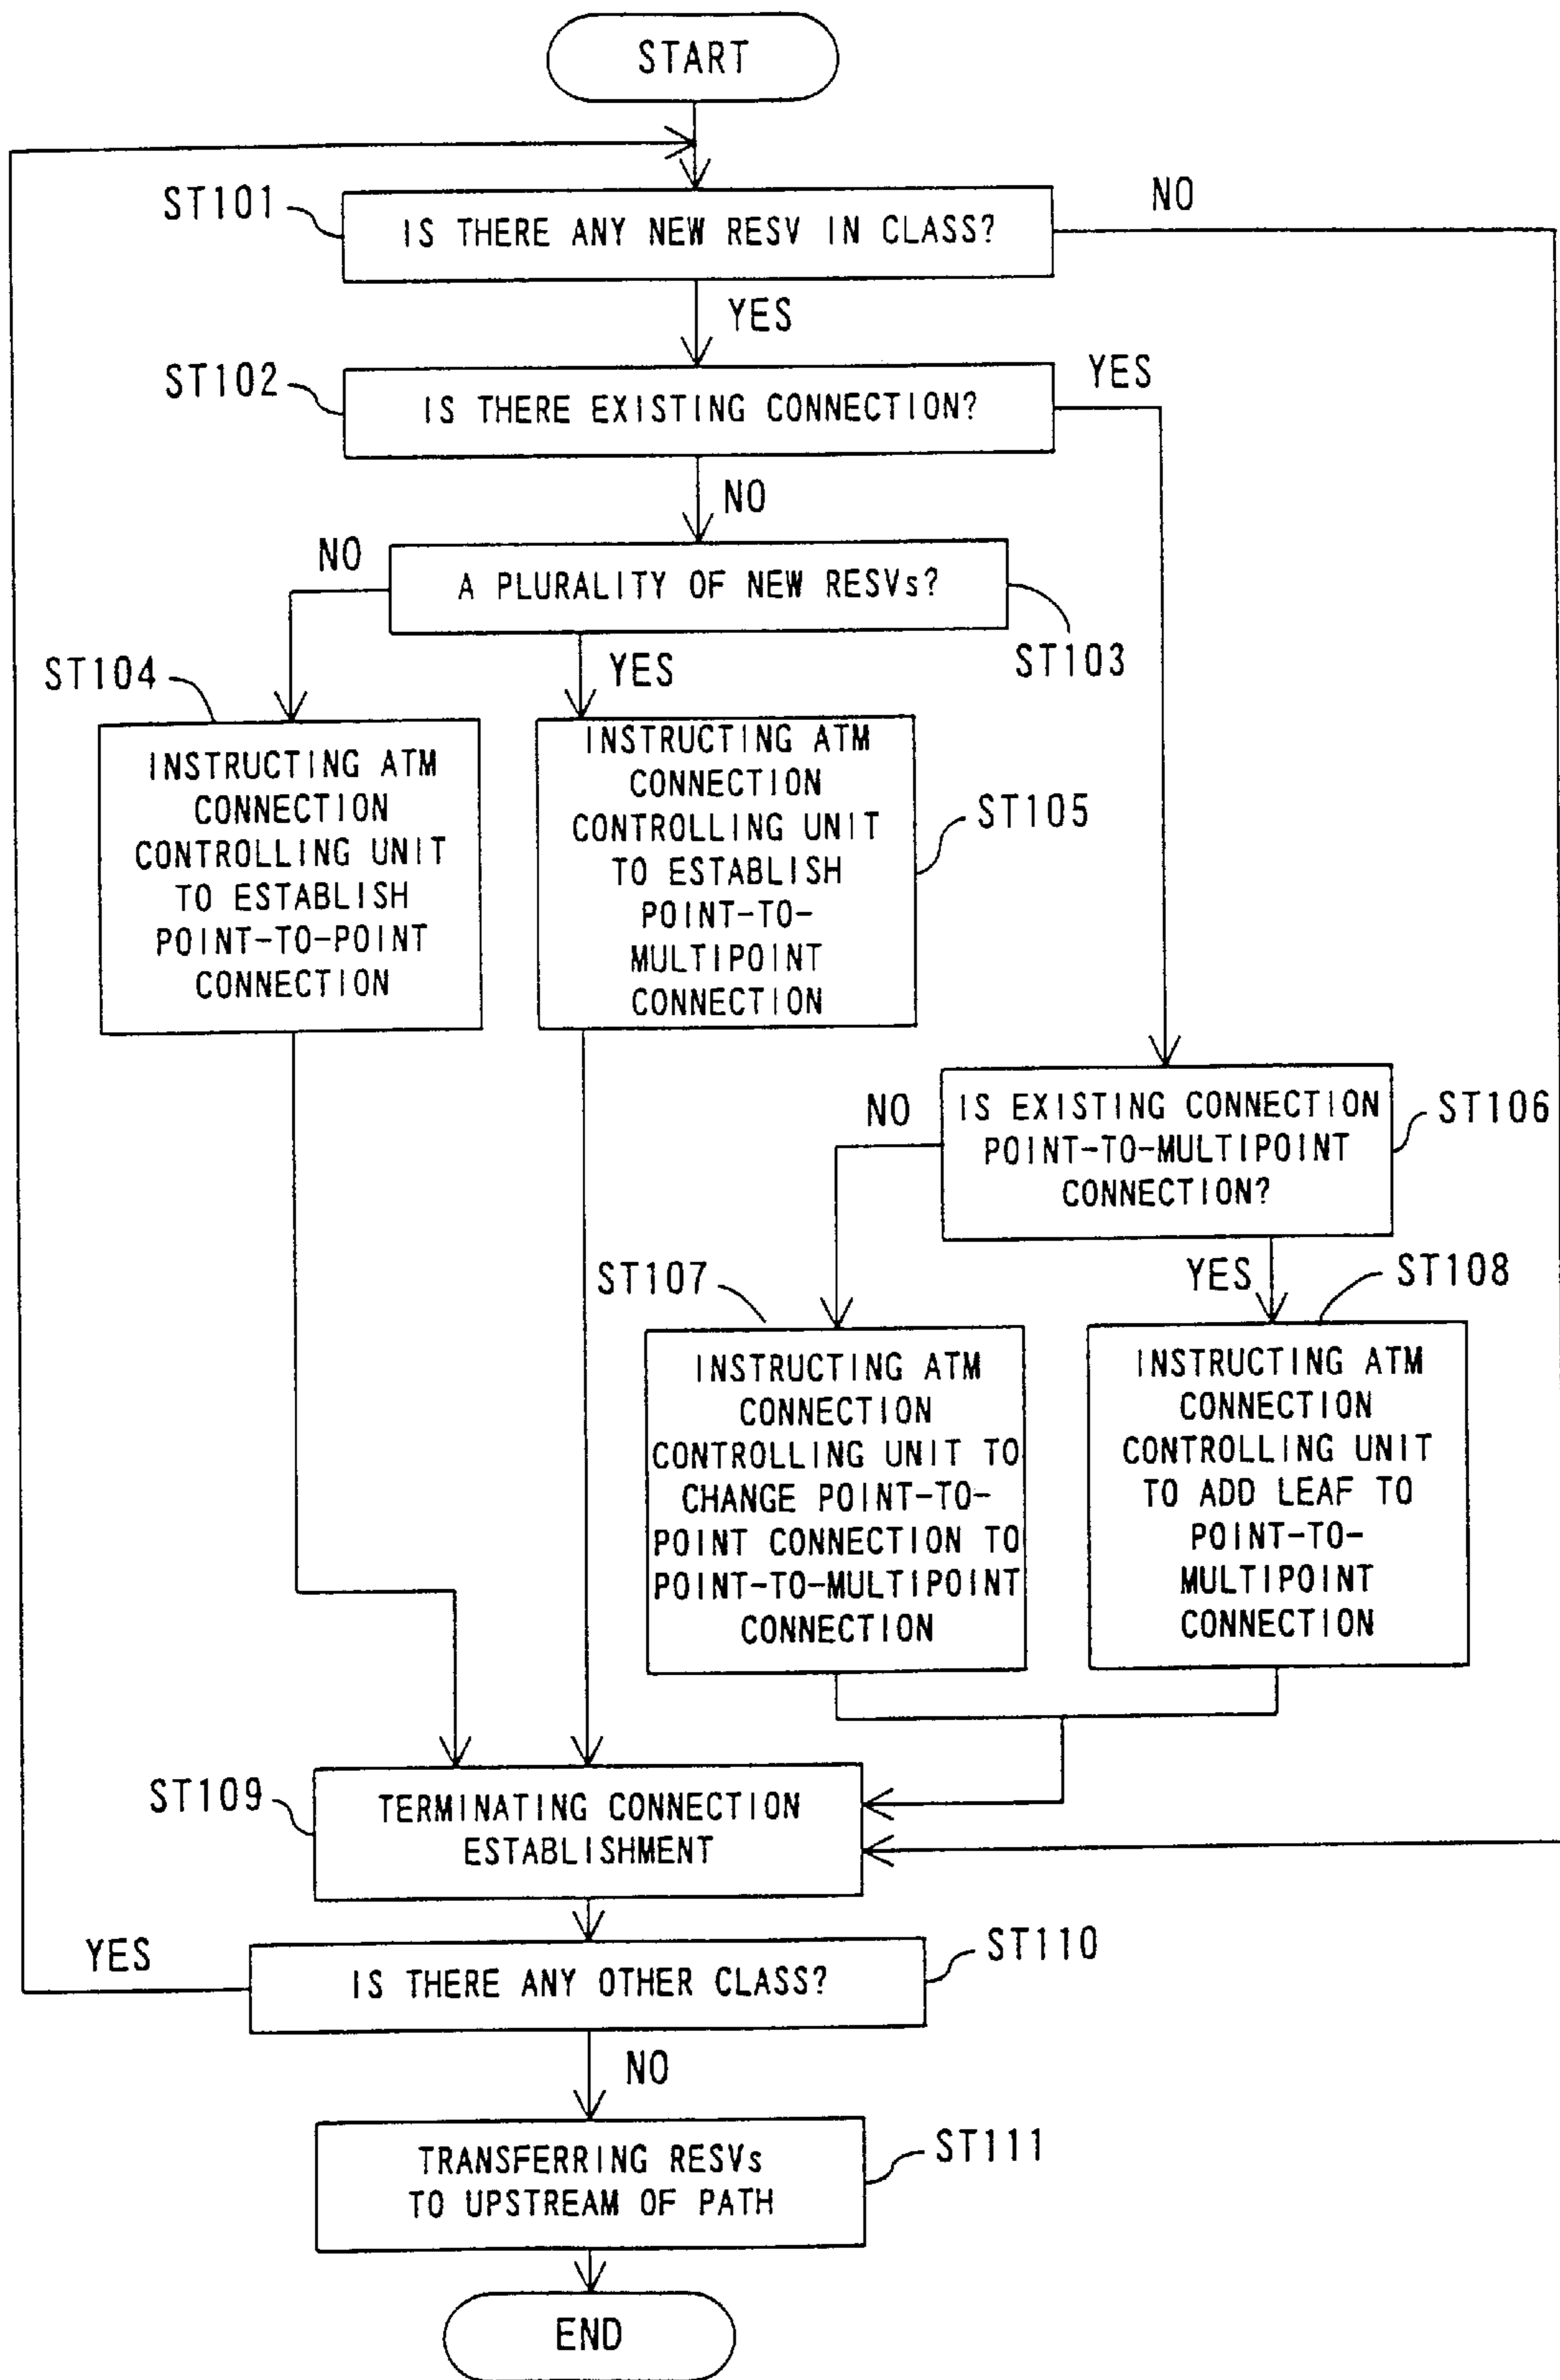 START
ST101
IS THERE ANY NEW RESV IN CLASS?
NO
YES
ST102
IS THERE EXISTING CONNECTION?
YES
NO
NO
A PLURALITY OF NEW RESVs?
ST103
YES
ST104
INSTRUCTING ATM
CONNECTION
CONTROLLING UNIT
TO ESTABLISH
POINT-TO-POINT
CONNECTION
INSTRUCTING ATM
CONNECTION
CONTROLLING UNIT
TO ESTABLISH
POINT-TO-
MULTIPOINT
CONNECTION
ST105
NO
IS EXISTING CONNECTION
POINT-TO-MULTIPOINT
CONNECTION?
ST106
YES
ST107
INSTRUCTING ATM
CONNECTION
CONTROLLING UNIT TO
CHANGE POINT-TO-
POINT CONNECTION TO
POINT-TO-MULTIPOINT
CONNECTION
ST108
INSTRUCTING ATM
CONNECTION
CONTROLLING UNIT
TO ADD LEAF TO
POINT-TO-
MULTIPOINT
CONNECTION
ST109
TERMINATING CONNECTION
ESTABLISHMENT
YES
IS THERE ANY OTHER CLASS?
ST110
NO
TRANSFERRING RESVs
TO UPSTREAM OF PATH
ST111
END